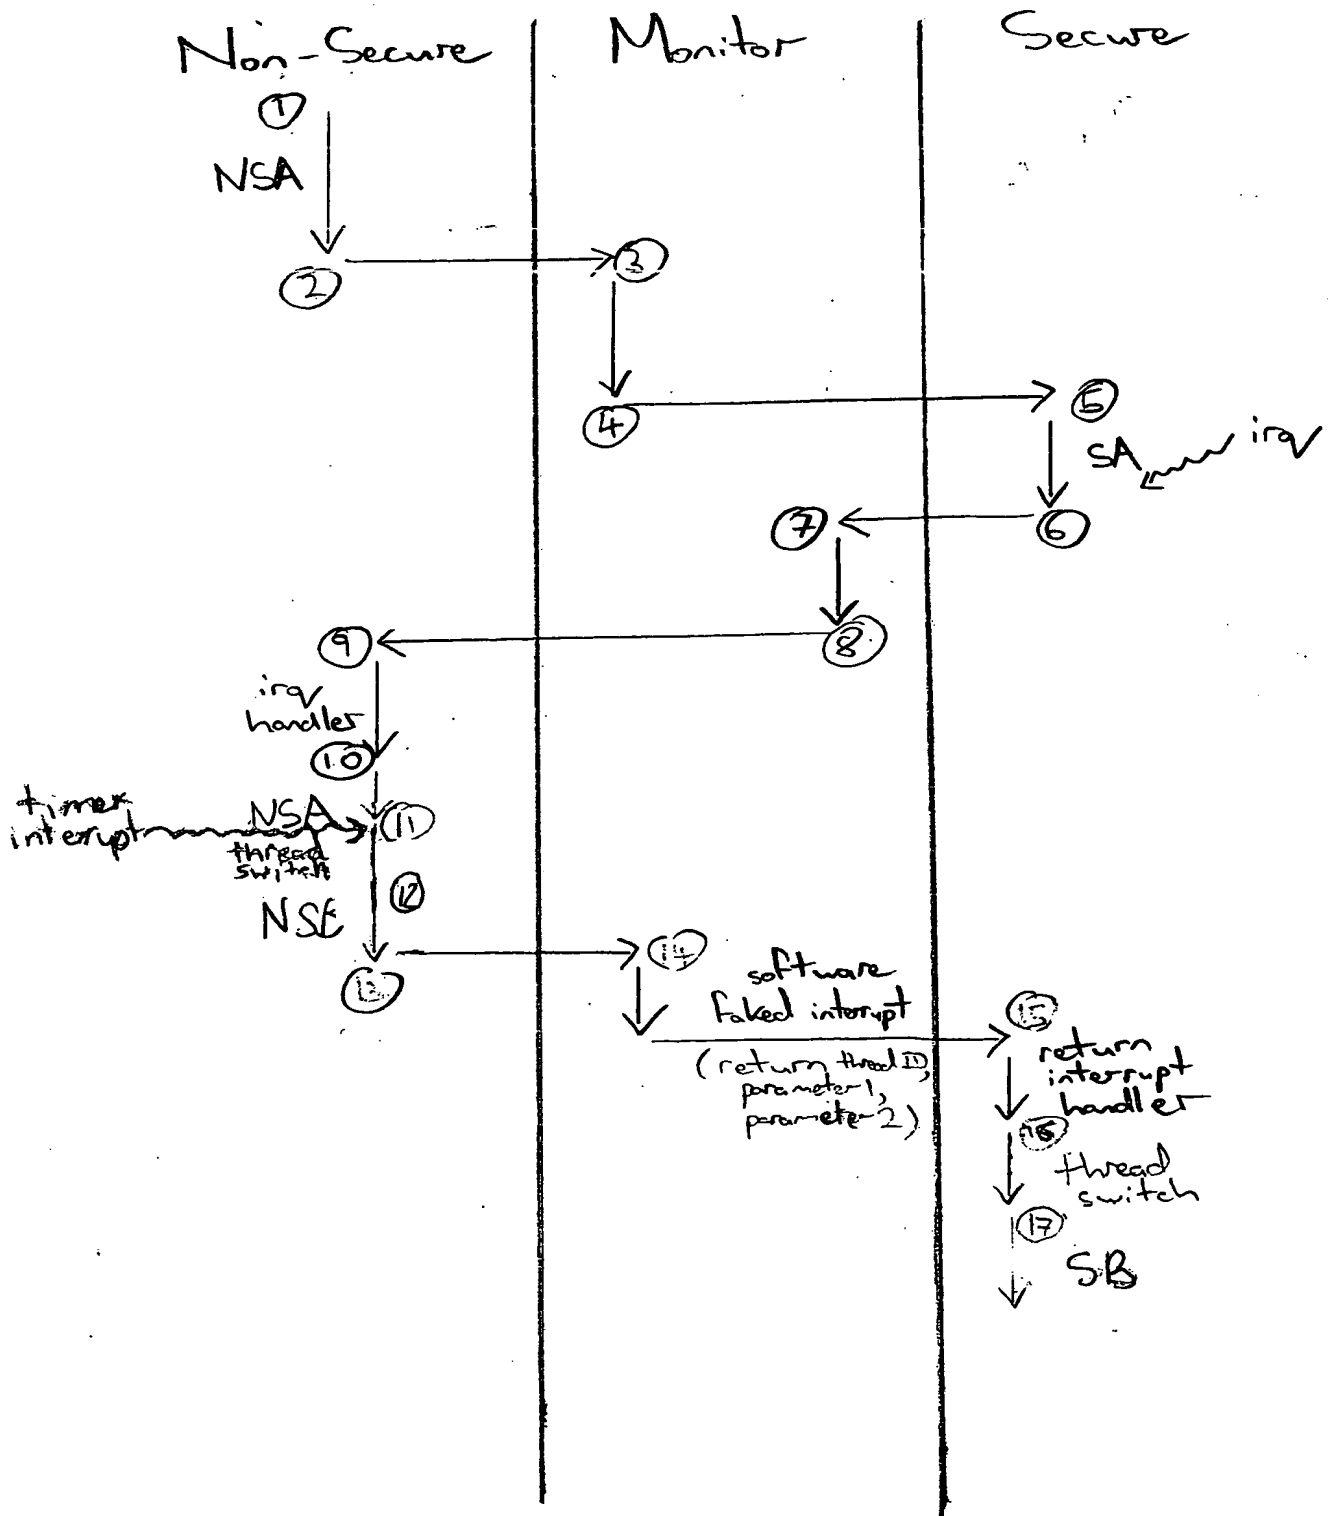 Non-Secure
Monitor
Secure
1
NSA
2
3
4
5
SA
irq
6
7
8
9
irq
handler
10
timer
interrupt
NSA
11
thread
switch
12
NSE
13
14
software
faked interupt
(return thread ID,
parameter 1,
parameter 2)
15
return
interrupt
handler
16
thread
switch
17
SB